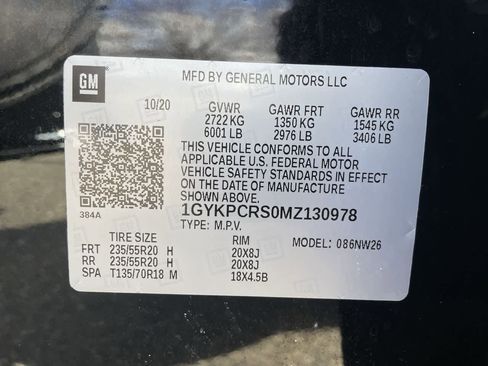 GM
MFD BY GENERAL MOTORS LLC
10/20
GVWR GAWR FRT GAWR RR
2722 KG 1350 KG 1545 KG
6001 LB 2976 LB 3406 LB
THIS VEHICLE CONFORMS TO ALL
APPLICABLE U.S. FEDERAL MOTOR
VEHICLE SAFETY STANDARDS IN EFFECT
ON THE DATE OF MANUFACTURE
SHOWN ABOVE.
384A
1GYKPCRS0MZ130978
TYPE: M.P.V.
TIRE SIZE RIM MODEL: 086NW26
FRT 235/55R20 H 20X8J
RR 235/55R20 H 20X8J
SPA T135/70R18 M 18X4.5B